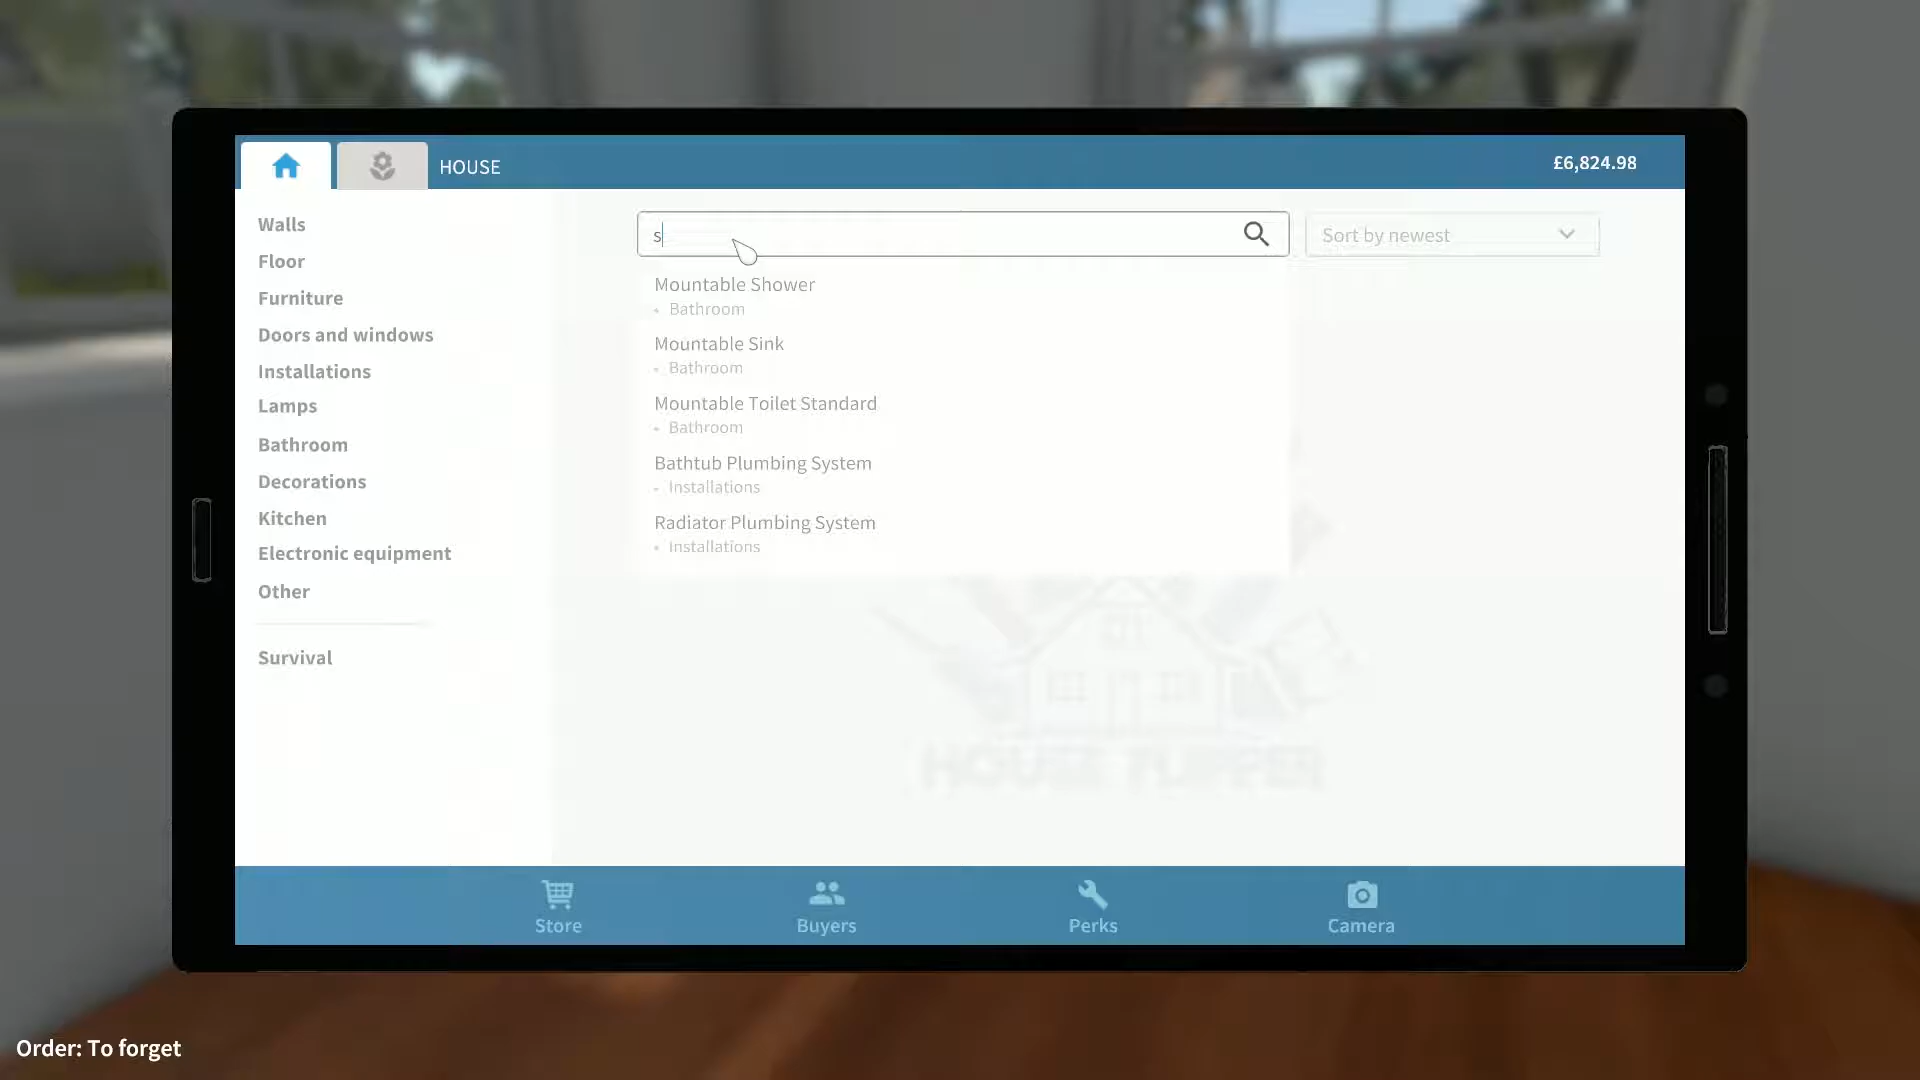 HOUSE
£6,824.98
Walls
Floor
Furniture
Doors and windows
Installations
Lamps
Bathroom
Decorations
Kitchen
Electronic equipment
Other
Survival
s
Sort by newest
Mountable Shower
Bathroom
Mountable Sink
Bathroom
Mountable Toilet Standard
Bathroom
Bathtub Plumbing System
Installations
Radiator Plumbing System
Installations
HOUSE FLIPPER
Store
Buyers
Perks
Camera
Order: To forget